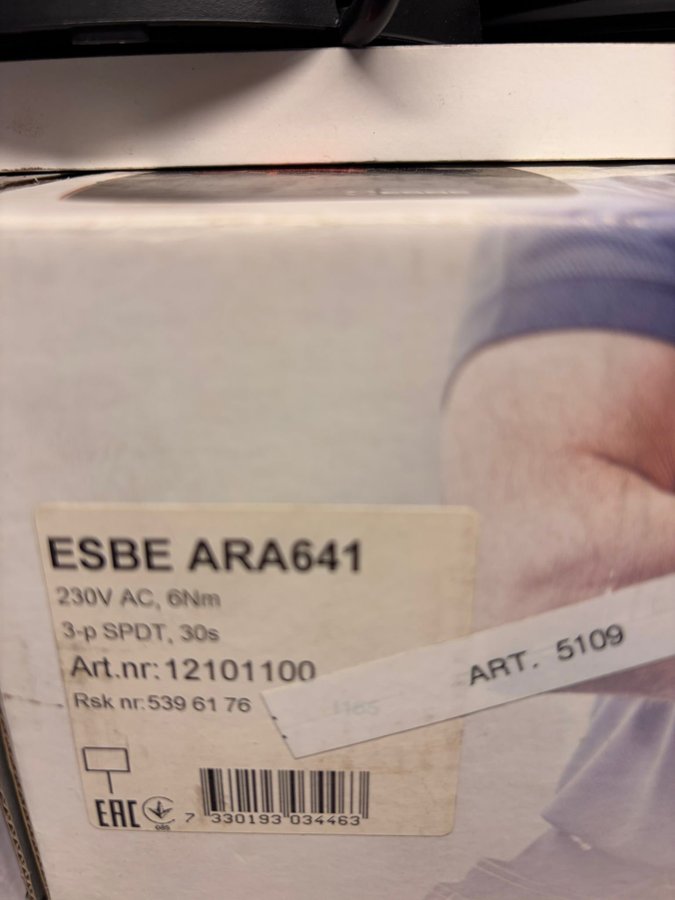 ESBE ARA641
230V AC, 6Nm
3-p SPDT, 30s
Art.nr: 12101100
Rsk nr: 539 61 76
ART. 5109
EAC
7 330193 034463